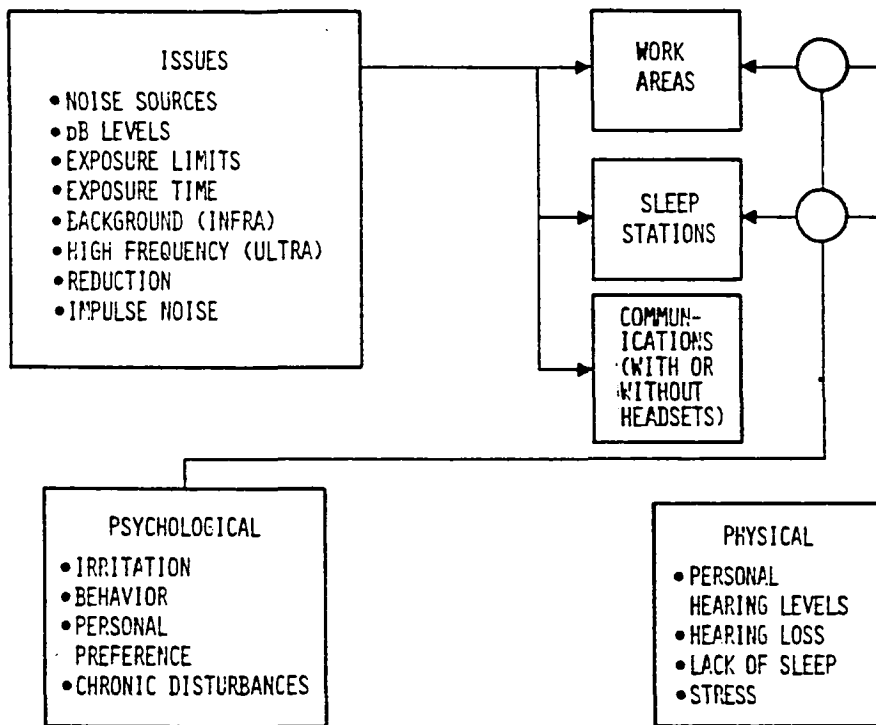 ISSUES
• NOISE SOURCES
• DB LEVELS
• EXPOSURE LIMITS
• EXPOSURE TIME
• BACKGROUND (INFRA)
• HIGH FREQUENCY (ULTRA)
• REDUCTION
• IMPULSE NOISE
WORK
AREAS
SLEEP
STATIONS
COMMUN-
ICATIONS
(WITH OR
WITHOUT
HEADSETS)
PSYCHOLOGICAL
• IRRITATION
• BEHAVIOR
• PERSONAL
PREFERENCE
• CHRONIC DISTURBANCES
PHYSICAL
• PERSONAL
HEARING LEVELS
• HEARING LOSS
• LACK OF SLEEP
• STRESS